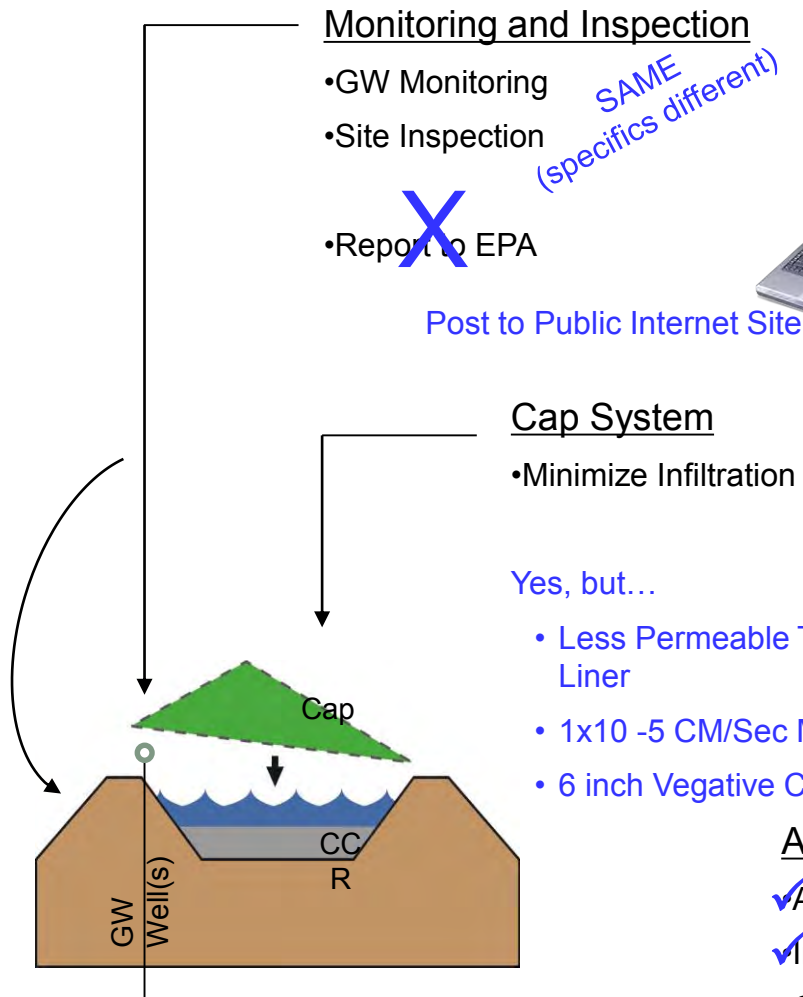 Monitoring and Inspection
•GW Monitoring
•Site Inspection
SAME
(specifics different)
•Report to EPA
X
Post to Public Internet Site
Cap System
•Minimize Infiltration
Yes, but…
• Less Permeable
Liner
• 1x10 -5 CM/Sec
• 6 inch Vegative
Cap
CC
R
GW
Well(s)